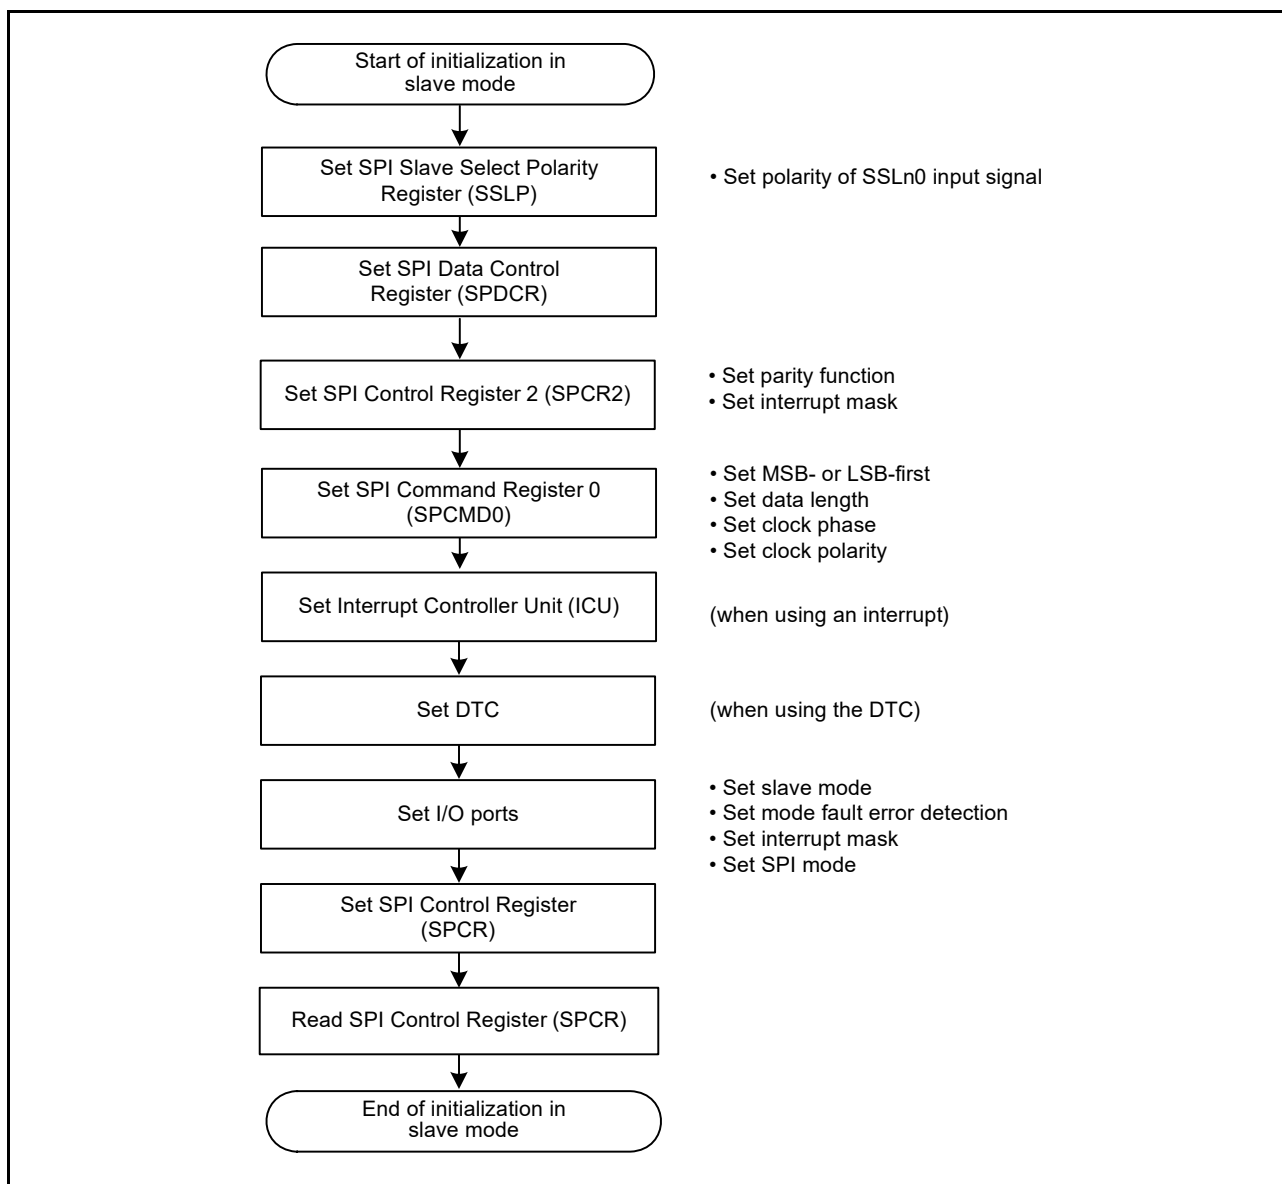 Start of initialization in
slave mode
Set SPI Slave Select Polarity
Register (SSLP)
• Set polarity of SSLn0 input signal
Set SPI Data Control
Register (SPDCR)
Set SPI Control Register 2 (SPCR2)
• Set parity function
• Set interrupt mask
Set SPI Command Register 0
(SPCMD0)
• Set MSB- or LSB-first
• Set data length
• Set clock phase
• Set clock polarity
Set Interrupt Controller Unit (ICU)
(when using an interrupt)
Set DTC
(when using the DTC)
Set I/O ports
• Set slave mode
• Set mode fault error detection
• Set interrupt mask
• Set SPI mode
Set SPI Control Register
(SPCR)
Read SPI Control Register (SPCR)
End of initialization in
slave mode